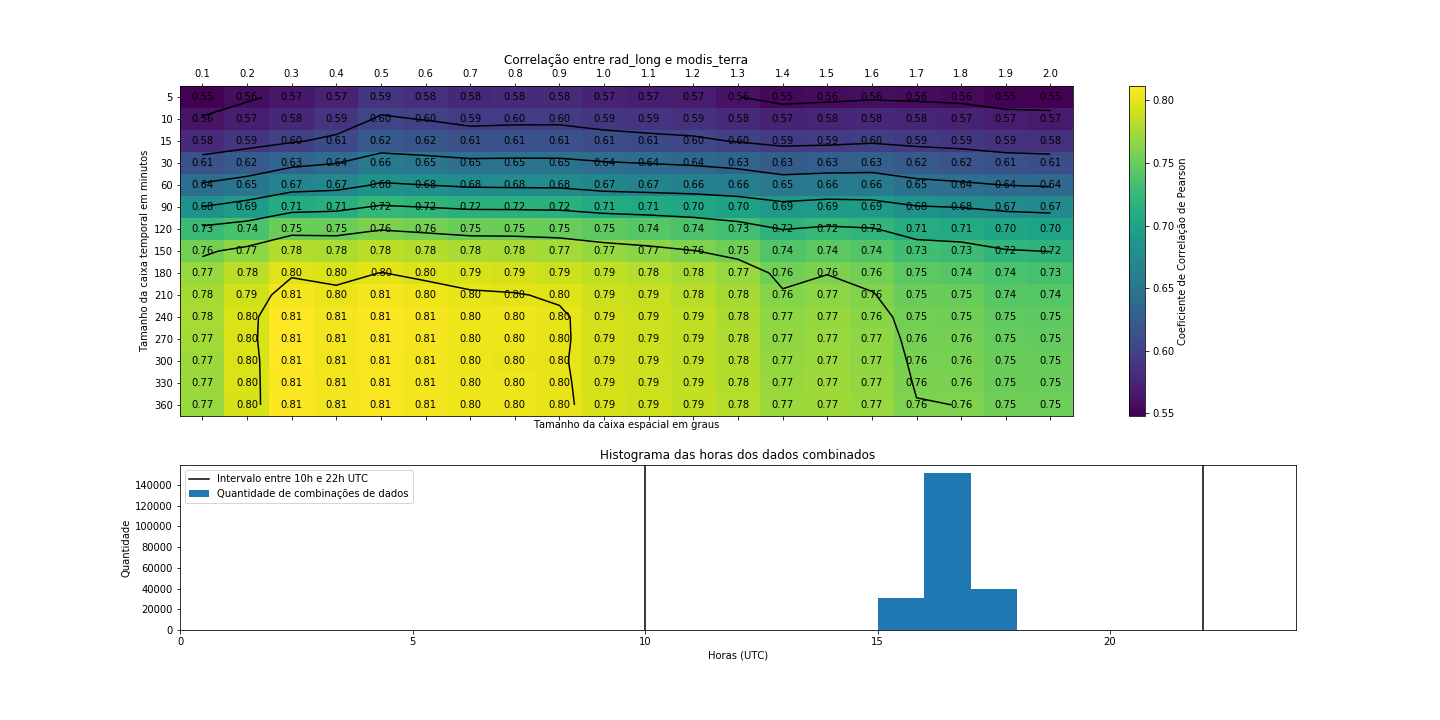 Correlação entre rad_long e modis_terra
0.1 0.2 0.3 0.4 0.5 0.6 0.7 0.8 0.9 1.0 1.1 1.2 1.3 1.4 1.5 1.6 1.7 1.8 1.9 2.0
5 0.55 0.56 0.57 0.57 0.59 0.58 0.58 0.58 0.58 0.57 0.57 0.57 0.56 0.55 0.56 0.56 0.56 0.56 0.55 0.55
10 0.56 0.57 0.58 0.59 0.60 0.60 0.59 0.60 0.60 0.59 0.59 0.59 0.58 0.57 0.58 0.58 0.58 0.57 0.57 0.57
15 0.58 0.59 0.60 0.61 0.62 0.62 0.61 0.61 0.61 0.61 0.61 0.60 0.60 0.59 0.59 0.60 0.59 0.59 0.59 0.58
30 0.61 0.62 0.63 0.64 0.66 0.65 0.65 0.65 0.65 0.64 0.64 0.64 0.63 0.63 0.63 0.63 0.62 0.62 0.61 0.61
60 0.64 0.65 0.67 0.67 0.68 0.68 0.68 0.68 0.68 0.67 0.67 0.66 0.66 0.65 0.66 0.66 0.65 0.64 0.64 0.64
90 0.68 0.69 0.71 0.71 0.72 0.72 0.72 0.72 0.72 0.71 0.71 0.70 0.70 0.69 0.69 0.69 0.68 0.68 0.67 0.67
120 0.73 0.74 0.75 0.75 0.76 0.76 0.75 0.75 0.75 0.75 0.74 0.74 0.73 0.72 0.72 0.72 0.71 0.71 0.70 0.70
150 0.76 0.77 0.78 0.78 0.78 0.78 0.78 0.78 0.77 0.77 0.77 0.76 0.75 0.74 0.74 0.74 0.73 0.73 0.72 0.72
180 0.77 0.78 0.80 0.80 0.80 0.80 0.79 0.79 0.79 0.79 0.78 0.78 0.77 0.76 0.76 0.76 0.75 0.74 0.74 0.73
210 0.78 0.79 0.81 0.80 0.81 0.80 0.80 0.80 0.80 0.79 0.79 0.78 0.78 0.76 0.77 0.76 0.75 0.75 0.74 0.74
240 0.78 0.80 0.81 0.81 0.81 0.81 0.80 0.80 0.80 0.79 0.79 0.79 0.78 0.77 0.77 0.76 0.75 0.75 0.75 0.75
270 0.77 0.80 0.81 0.81 0.81 0.81 0.80 0.80 0.80 0.79 0.79 0.79 0.78 0.77 0.77 0.77 0.76 0.76 0.75 0.75
300 0.77 0.80 0.81 0.81 0.81 0.81 0.80 0.80 0.80 0.79 0.79 0.79 0.78 0.77 0.77 0.77 0.76 0.76 0.75 0.75
330 0.77 0.80 0.81 0.81 0.81 0.81 0.80 0.80 0.80 0.79 0.79 0.79 0.78 0.77 0.77 0.77 0.76 0.76 0.75 0.75
360 0.77 0.80 0.81 0.81 0.81 0.81 0.80 0.80 0.80 0.79 0.79 0.79 0.78 0.77 0.77 0.77 0.76 0.76 0.75 0.75
Tamanho da caixa temporal em minutos
Tamanho da caixa espacial em graus
0.80
0.75
0.70
0.65
0.60
0.55
Coeficiente de Correlação de Pearson
Histograma das horas dos dados combinados
Intervalo entre 10h e 22h UTC
Quantidade de combinações de dados
140000
120000
100000
80000
60000
40000
20000
0
Quantidade
0 5 10 15 20
Horas (UTC)